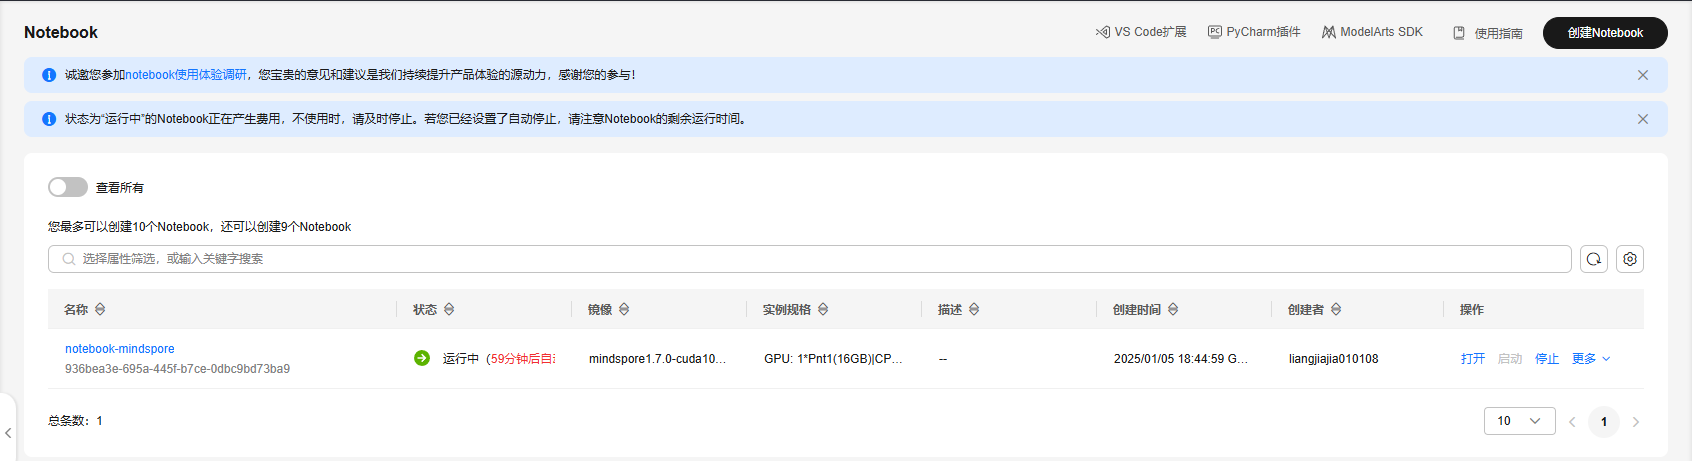 Notebook
VS Code扩展
PyCharm插件
ModelArts SDK
使用指南
创建Notebook
诚邀您参加notebook使用体验调研，您宝贵的意见和建议是我们持续提升产品体验的源动力，感谢您的参与！
状态为“运行中”的Notebook正在产生费用，不使用时，请及时停止。若您已经设置了自动停止，请注意Notebook的剩余运行时间。
查看所有
您最多可以创建10个Notebook，还可以创建9个Notebook
选择属性筛选，或输入关键字搜索
名称 状态 镜像 实例规格 描述 创建时间 创建者 操作
notebook-mindspore
936bea3e-695a-445f-b7ce-0dbc9bd73ba9
运行中（59分钟后自 mindspore1.7.0-cuda10... GPU: 1*Pnt1(16GB)|CP... -- 2025/01/05 18:44:59 G... liangjiajia010108 打开 启动 停止 更多
总条数：1
10
1